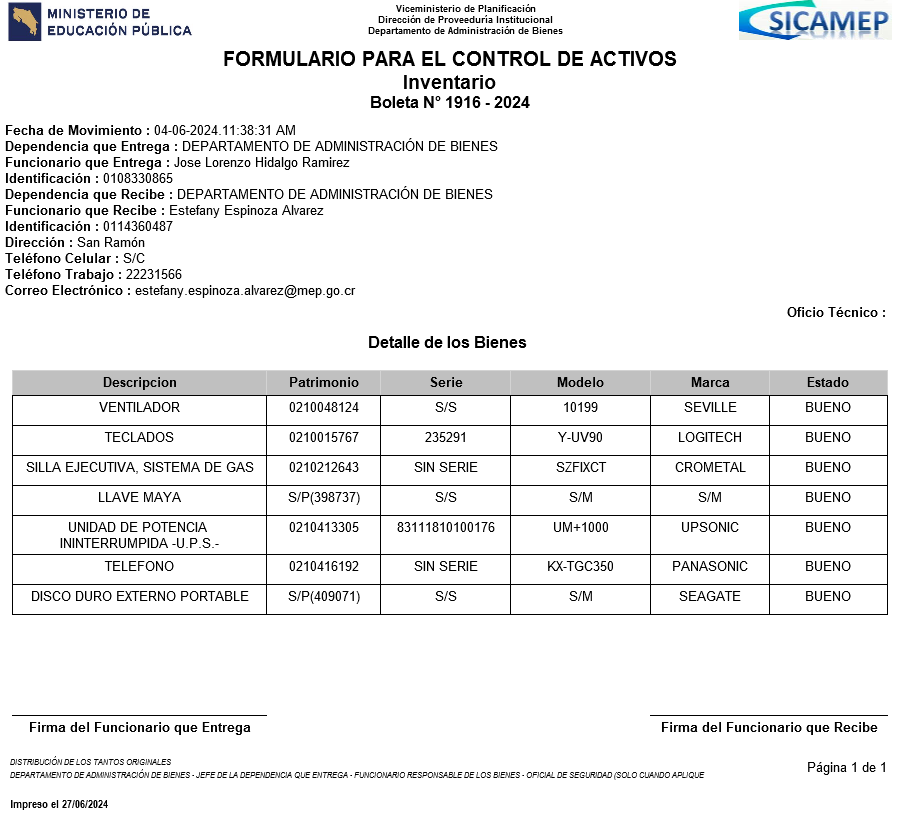 MINISTERIO DE
EDUCACIÓN PÚBLICA
Viceministerio de Planificación
Dirección de Proveeduría Institucional
Departamento de Administración de Bienes
SICAMEP
FORMULARIO PARA EL CONTROL DE ACTIVOS
Inventario
Boleta N° 1916 - 2024
Fecha de Movimiento : 04-06-2024.11:38:31 AM
Dependencia que Entrega : DEPARTAMENTO DE ADMINISTRACIÓN DE BIENES
Funcionario que Entrega : Jose Lorenzo Hidalgo Ramirez
Identificación : 0108330865
Dependencia que Recibe : DEPARTAMENTO DE ADMINISTRACIÓN DE BIENES
Funcionario que Recibe : Estefany Espinoza Alvarez
Identificación : 0114360487
Dirección : San Ramón
Teléfono Celular : S/C
Teléfono Trabajo : 22231566
Correo Electrónico : estefany.espinoza.alvarez@mep.go.cr
Oficio Técnico :
Detalle de los Bienes
Descripcion Patrimonio Serie Modelo Marca Estado
VENTILADOR 0210048124 S/S 10199 SEVILLE BUENO
TECLADOS 0210015767 235291 Y-UV90 LOGITECH BUENO
SILLA EJECUTIVA, SISTEMA DE GAS 0210212643 SIN SERIE SZFIXCT CROMETAL BUENO
LLAVE MAYA S/P(398737) S/S S/M S/M BUENO
UNIDAD DE POTENCIA 0210413305 83111810100176 UM+1000 UPSONIC BUENO
ININTERRUMPIDA -U.P.S.-
TELEFONO 0210416192 SIN SERIE KX-TGC350 PANASONIC BUENO
DISCO DURO EXTERNO PORTABLE S/P(409071) S/S S/M SEAGATE BUENO
Firma del Funcionario que Entrega Firma del Funcionario que Recibe
DISTRIBUCIÓN DE LOS TANTOS ORIGINALES
DEPARTAMENTO DE ADMINISTRACIÓN DE BIENES - JEFE DE LA DEPENDENCIA QUE ENTREGA - FUNCIONARIO RESPONSABLE DE LOS BIENES - OFICIAL DE SEGURIDAD (SOLO CUANDO APLIQUE
Página 1 de 1
Impreso el 27/06/2024